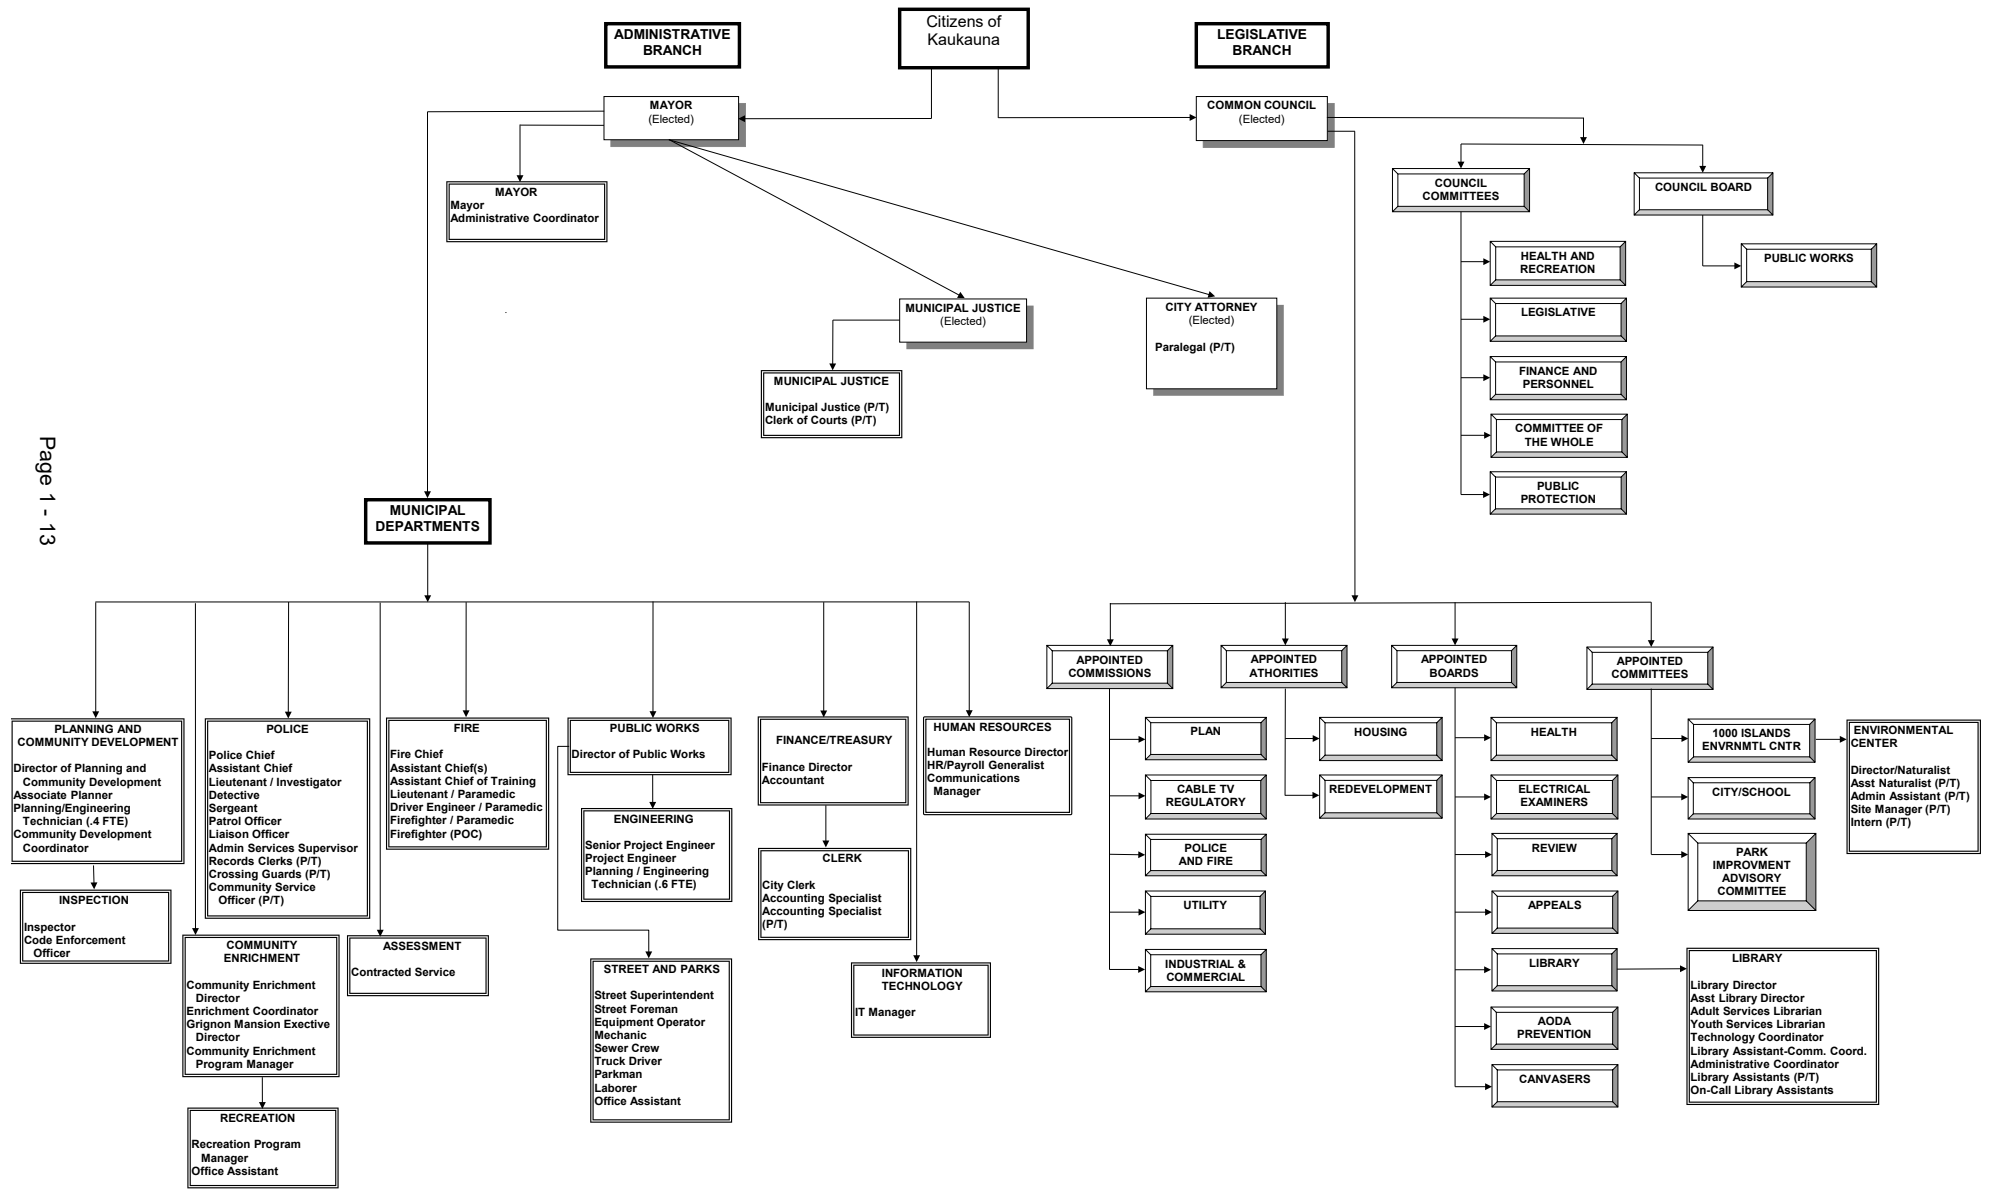 Citizens of
Kaukauna
ADMINISTRATIVE
BRANCH
LEGISLATIVE
BRANCH
MAYOR
(Elected)
COMMON COUNCIL
(Elected)
MAYOR
Mayor
Administrative Coordinator
COUNCIL
COMMITTEES
COUNCIL BOARD
HEALTH AND
RECREATION
PUBLIC WORKS
LEGISLATIVE
FINANCE AND
PERSONNEL
COMMITTEE OF
THE WHOLE
PUBLIC
PROTECTION
MUNICIPAL JUSTICE
(Elected)
CITY ATTORNEY
(Elected)
Paralegal (P/T)
MUNICIPAL JUSTICE
Municipal Justice (P/T)
Clerk of Courts (P/T)
Page 1 - 13
MUNICIPAL
DEPARTMENTS
PLANNING AND
COMMUNITY DEVELOPMENT
Director of Planning and
Community Development
Associate Planner
Planning/Engineering
Technician (.4 FTE)
Community Development
Coordinator
INSPECTION
Inspector
Code Enforcement
Officer
POLICE
Police Chief
Assistant Chief
Lieutenant / Investigator
Detective
Sergeant
Patrol Officer
Liaison Officer
Admin Services Supervisor
Records Clerks (P/T)
Crossing Guards (P/T)
Community Service
Officer (P/T)
COMMUNITY
ENRICHMENT
Community Enrichment
Director
Enrichment Coordinator
Grignon Mansion Exective
Director
Community Enrichment
Program Manager
RECREATION
Recreation Program
Manager
Office Assistant
FIRE
Fire Chief
Assistant Chief(s)
Assistant Chief of Training
Lieutenant / Paramedic
Driver Engineer / Paramedic
Firefighter / Paramedic
Firefighter (POC)
ASSESSMENT
Contracted Service
PUBLIC WORKS
Director of Public Works
ENGINEERING
Senior Project Engineer
Project Engineer
Planning / Engineering
Technician (.6 FTE)
STREET AND PARKS
Street Superintendent
Street Foreman
Equipment Operator
Mechanic
Sewer Crew
Truck Driver
Parkman
Laborer
Office Assistant
FINANCE/TREASURY
Finance Director
Accountant
CLERK
City Clerk
Accounting Specialist
Accounting Specialist
(P/T)
INFORMATION
TECHNOLOGY
IT Manager
HUMAN RESOURCES
Human Resource Director
HR/Payroll Generalist
Communications
Manager
APPOINTED
COMMISSIONS
PLAN
CABLE TV
REGULATORY
POLICE
AND FIRE
UTILITY
INDUSTRIAL &
COMMERCIAL
APPOINTED
ATHORITIES
HOUSING
REDEVELOPMENT
APPOINTED
BOARDS
HEALTH
ELECTRICAL
EXAMINERS
REVIEW
APPEALS
LIBRARY
AODA
PREVENTION
CANVASERS
APPOINTED
COMMITTEES
1000 ISLANDS
ENVRNMTL CNTR
CITY/SCHOOL
PARK
IMPROVMENT
ADVISORY
COMMITTEE
ENVIRONMENTAL
CENTER
Director/Naturalist
Asst Naturalist (P/T)
Admin Assistant (P/T)
Site Manager (P/T)
Intern (P/T)
LIBRARY
Library Director
Asst Library Director
Adult Services Librarian
Youth Services Librarian
Technology Coordinator
Library Assistant-Comm. Coord.
Administrative Coordinator
Library Assistants (P/T)
On-Call Library Assistants